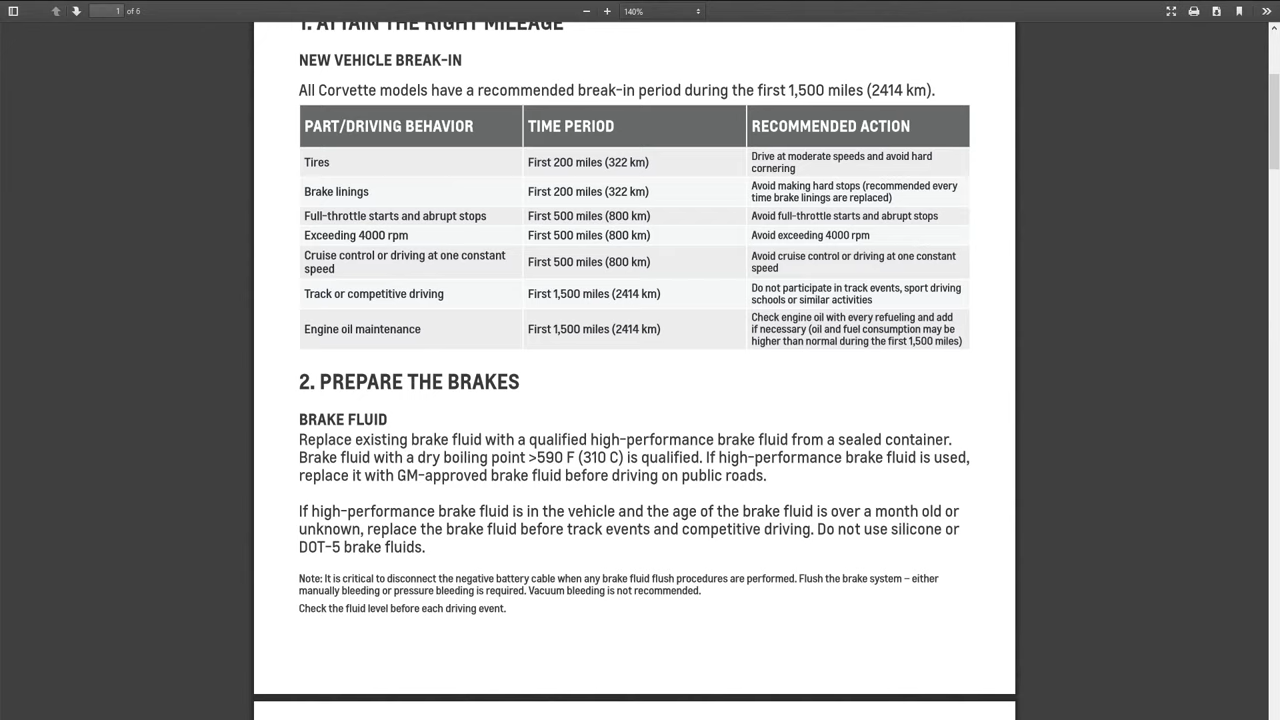 1
of 6
140%
1. ATTAIN THE RIGHT MILEAGE
NEW VEHICLE BREAK-IN
All Corvette models have a recommended break-in period during the first 1,500 miles (2414 km).
PART/DRIVING BEHAVIOR
TIME PERIOD
RECOMMENDED ACTION
Tires
First 200 miles (322 km)
Drive at moderate speeds and avoid hard
cornering
Brake linings
First 200 miles (322 km)
Avoid making hard stops (recommended every
time brake linings are replaced)
Full-throttle starts and abrupt stops
First 500 miles (800 km)
Avoid full-throttle starts and abrupt stops
Exceeding 4000 rpm
First 500 miles (800 km)
Avoid exceeding 4000 rpm
Cruise control or driving at one constant
speed
First 500 miles (800 km)
Avoid cruise control or driving at one constant
speed
Track or competitive driving
First 1,500 miles (2414 km)
Do not participate in track events, sport driving
schools or similar activities
Engine oil maintenance
First 1,500 miles (2414 km)
Check engine oil with every refueling and add
if necessary (oil and fuel consumption may be
higher than normal during the first 1,500 miles)
2. PREPARE THE BRAKES
BRAKE FLUID
Replace existing brake fluid with a qualified high-performance brake fluid from a sealed container.
Brake fluid with a dry boiling point >590 F (310 C) is qualified. If high-performance brake fluid is used,
replace it with GM-approved brake fluid before driving on public roads.
If high-performance brake fluid is in the vehicle and the age of the brake fluid is over a month old or
unknown, replace the brake fluid before track events and competitive driving. Do not use silicone or
DOT-5 brake fluids.
Note: It is critical to disconnect the negative battery cable when any brake fluid flush procedures are performed. Flush the brake system – either
manually bleeding or pressure bleeding is required. Vacuum bleeding is not recommended.
Check the fluid level before each driving event.